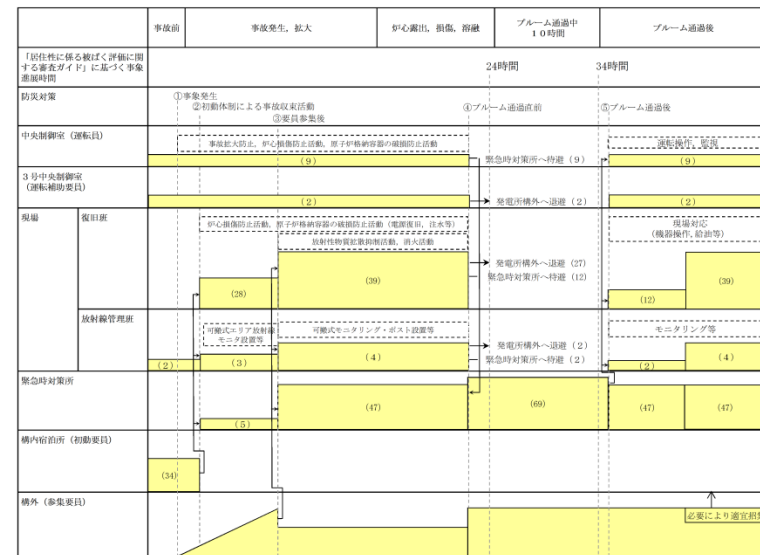 事故前
事故発生，拡大
炉心露出，損傷，溶融
プルーム通過中
１０時間
プルーム通過後
「居住性に係る被ばく評価に関
する審査ガイド」に基づく事象
進展時間
24時間
34時間
防災対策
①事象発生
②初動体制による事故収束活動
③要員参集後
④プルーム通過直前
⑤プルーム通過後
中央制御室（運転員）
事故拡大防止，炉心損傷防止活動，原子炉格納容器の破損防止活動
（9）
緊急時対策所へ待避（9）
運転操作，監視
（9）
３号中央制御室
（運転補助要員）
（2）
発電所構外へ退避（2）
（2）
現場
復旧班
炉心損傷防止活動，原子炉格納容器の破損防止活動（電源復旧，注水等）
放射性物質拡散抑制活動，消火活動
（28）
（39）
発電所構外へ退避（27）
緊急時対策所へ待避（12）
現場対応
（機器操作，給油等）
（12）
（39）
放射線管理班
可搬式エリア放射線
モニタ設置等
可搬式モニタリング・ポスト設置等
（2）
（3）
（4）
発電所構外へ退避（2）
緊急時対策所へ待避（2）
モニタリング等
（2）
（4）
緊急時対策所
（5）
（47）
（69）
（47）
（47）
構内宿泊所（初動要員）
（34）
構外（参集要員）
必要により適宜招集